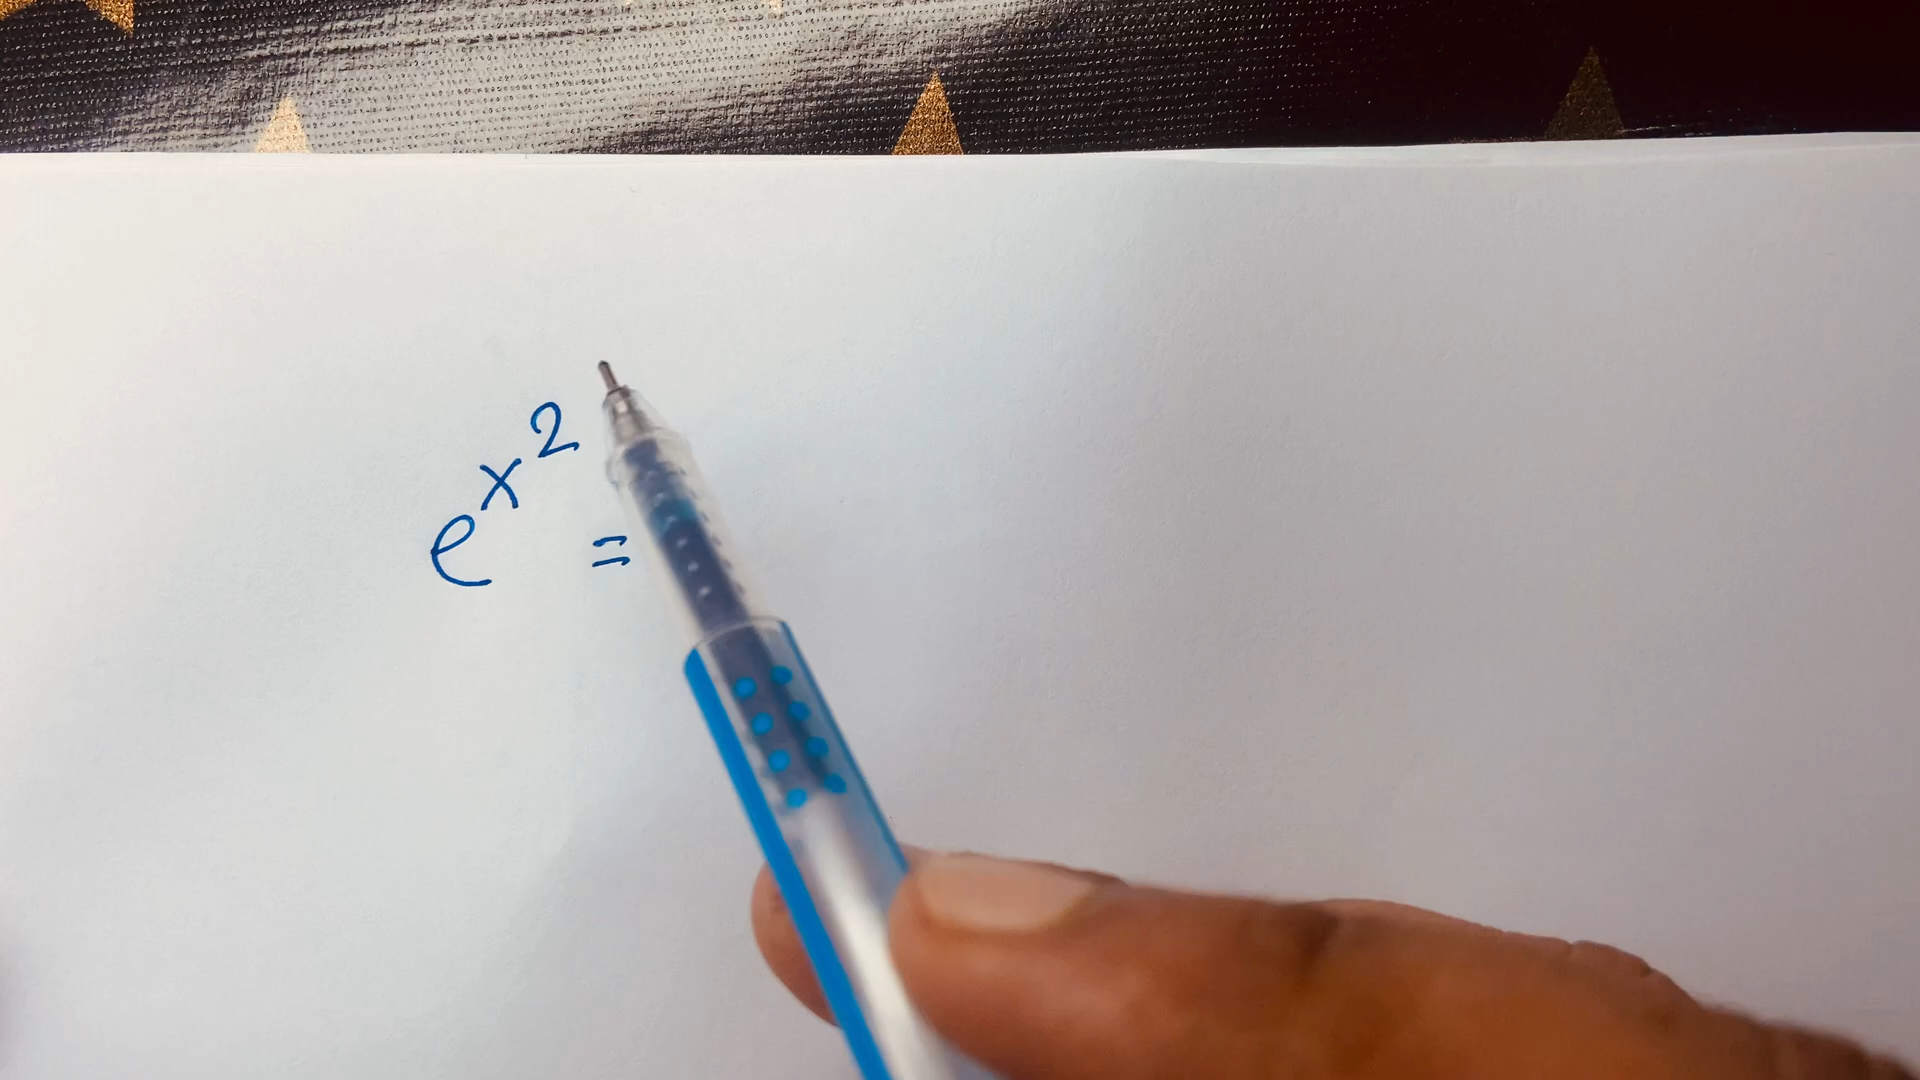 e^{x^2} =